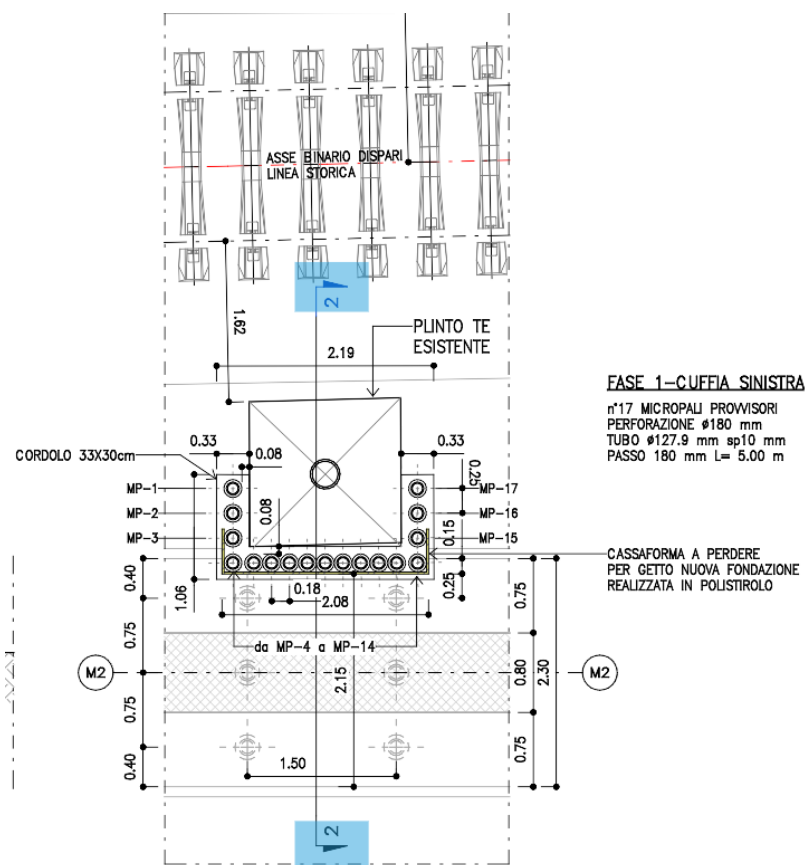 ASSE BINARIO DISPARI
LINEA STORICA
2
1.62
PLINTO TE
ESISTENTE
2.19
FASE 1-CUFFIA SINISTRA
n°17 MICROPALI PROVVISORI
PERFORAZIONE ø180 mm
TUBO ø127.9 mm sp10 mm
PASSO 180 mm L= 5.00 m
0.33
0.33
CORDOLO 33X30cm
0.08
0.25
MP-1
MP-17
MP-2
MP-16
0.08
0.15
MP-3
MP-15
CASSAFORMA A PERDERE
PER GETTO NUOVA FONDAZIONE
REALIZZATA IN POLISTIROLO
0.40
1.06
0.18
0.25
2.08
0.75
0.75
da MP-4 a MP-14
M2
2.15
0.80
2.30
M2
0.75
0.75
0.40
1.50
2